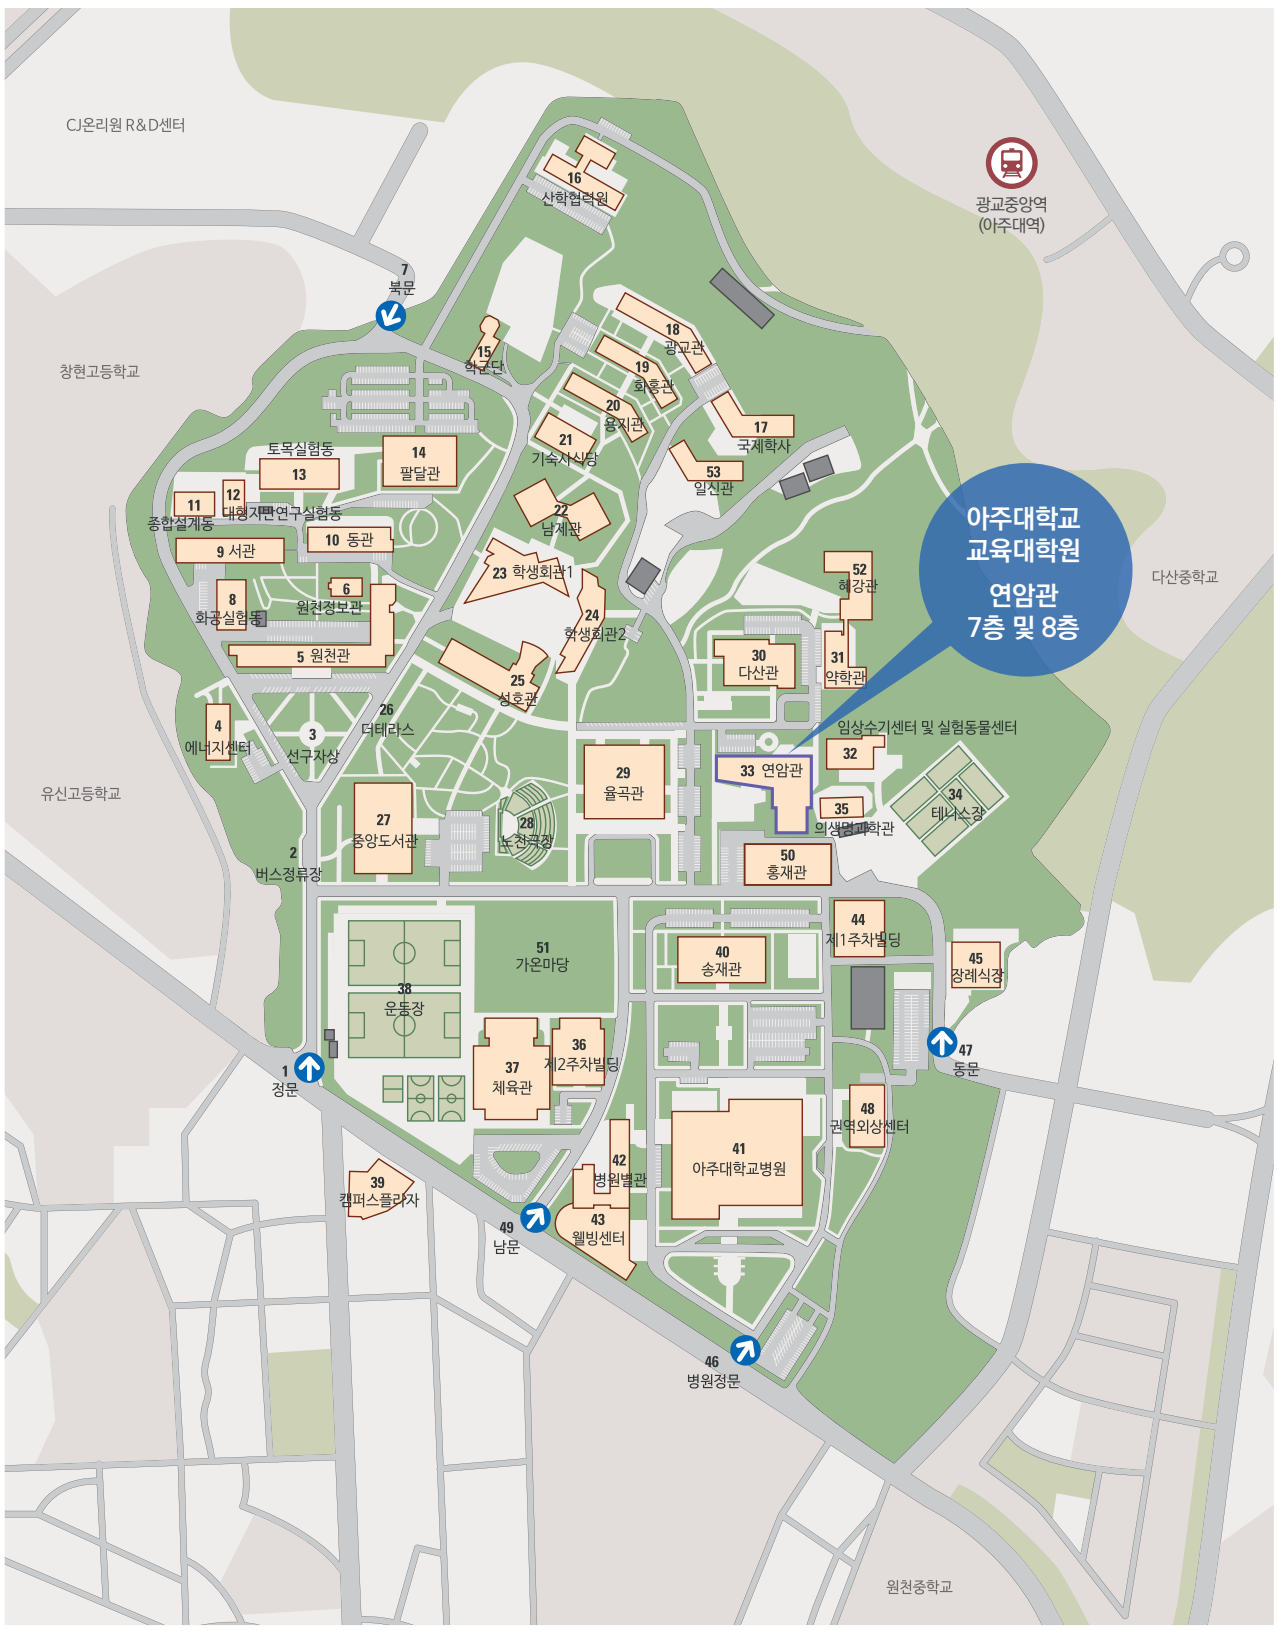 CJ온리원 R&D센터
광교중앙역
(아주대역)
16
산학협력원
7
북문
창현고등학교
15
학군단
18
광교관
19
화홍관
20
용지관
17
국제학사
21
기숙사식당
53
일신관
토목실험동
13
14
팔달관
12
대형지반연구실험동
11
종합설계동
22
남제관
10 동관
9 서관
23 학생회관1
아주대학교
교육대학원
연암관
7층 및 8층
다산중학교
52
혜강관
8
화공실험동
6
원천정보관
24
학생회관2
5 원천관
30
다산관
31
약학관
25
성호관
26
더테라스
4
에너지센터
3
선구자상
임상수기센터 및 실험동물센터
32
33 연암관
29
율곡관
유신고등학교
34
테니스장
35
의생명과학관
27
중앙도서관
28
노천극장
2
버스정류장
50
홍재관
44
제1주차빌딩
51
가온마당
40
송재관
45
장례식장
38
운동장
36
제2주차빌딩
37
체육관
47
동문
1
정문
48
권역외상센터
41
아주대학교병원
42
병원별관
39
캠퍼스플라자
43
웰빙센터
49
남문
46
병원정문
원천중학교